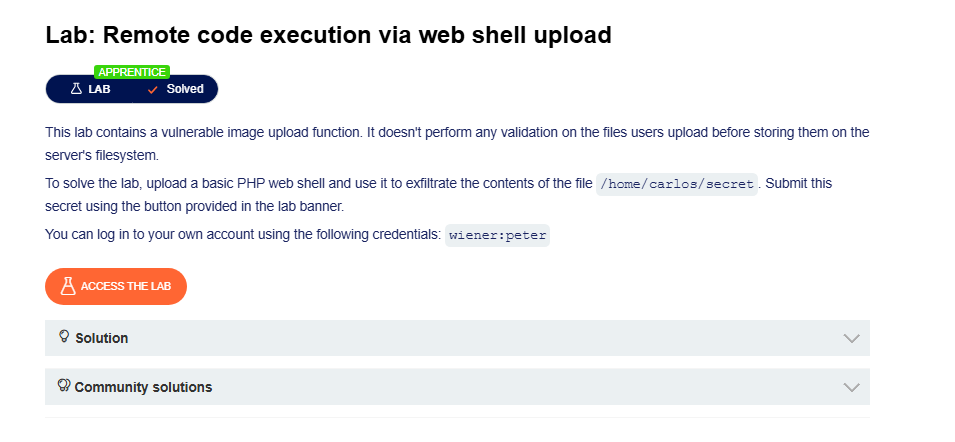 Lab: Remote code execution via web shell upload
APPRENTICE
LAB Solved
This lab contains a vulnerable image upload function. It doesn't perform any validation on the files users upload before storing them on the
server's filesystem.
To solve the lab, upload a basic PHP web shell and use it to exfiltrate the contents of the file /home/carlos/secret. Submit this
secret using the button provided in the lab banner.
You can log in to your own account using the following credentials: wiener:peter
ACCESS THE LAB
Solution
Community solutions